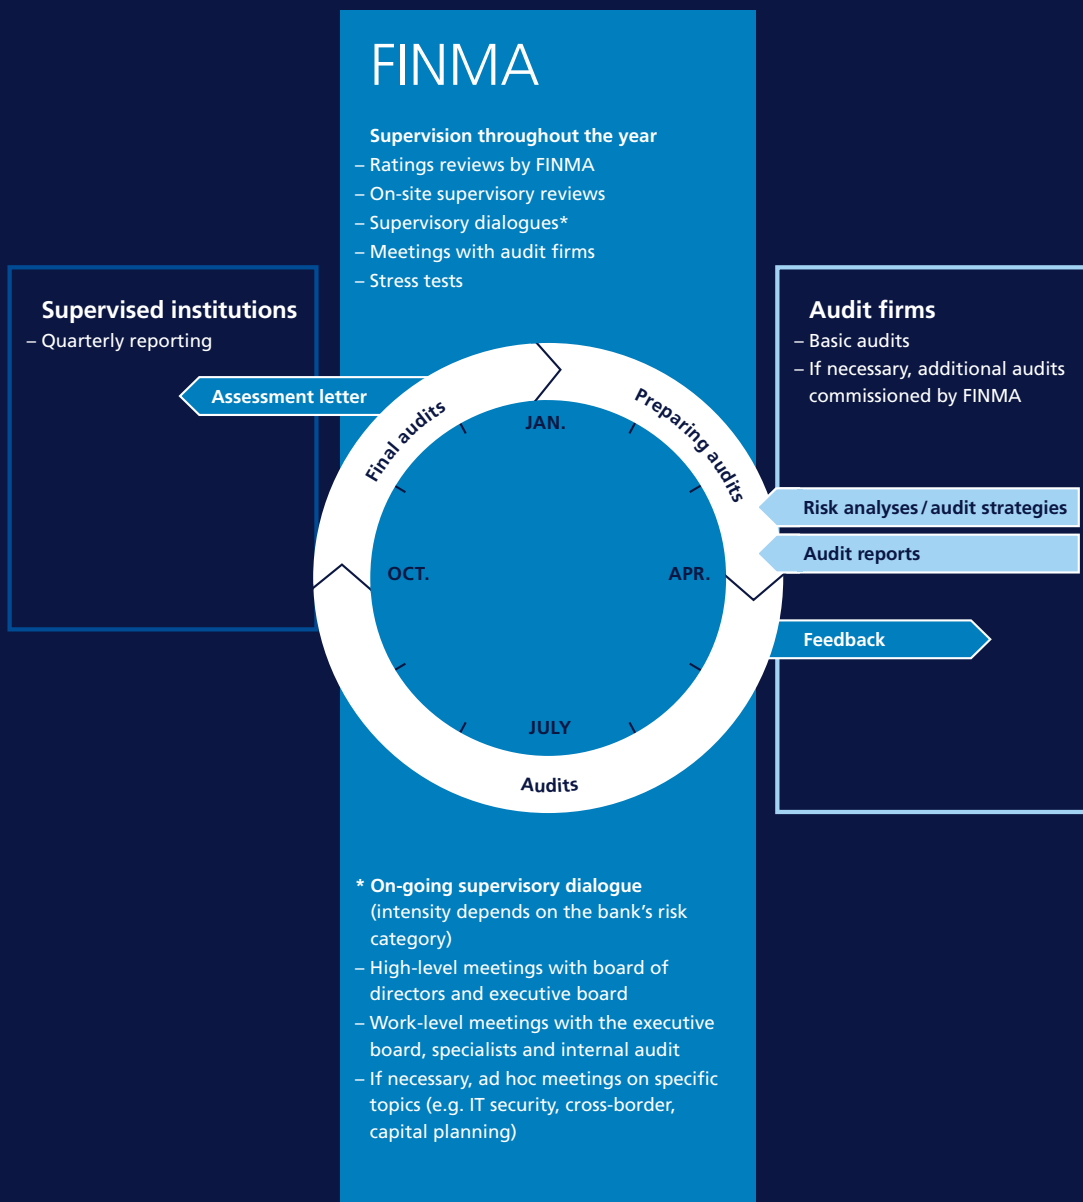 FINMA
Supervision throughout the year
– Ratings reviews by FINMA
– On-site supervisory reviews
– Supervisory dialogues*
– Meetings with audit firms
– Stress tests
Supervised institutions
– Quarterly reporting
Assessment letter
Audit firms
– Basic audits
– If necessary, additional audits
commissioned by FINMA
Risk analyses / audit strategies
Audit reports
Feedback
Final audits
Preparing audits
JAN.
OCT.
APR.
JULY
Audits
* On-going supervisory dialogue
(intensity depends on the bank’s risk
category)
– High-level meetings with board of
directors and executive board
– Work-level meetings with the executive
board, specialists and internal audit
– If necessary, ad hoc meetings on specific
topics (e.g. IT security, cross-border,
capital planning)